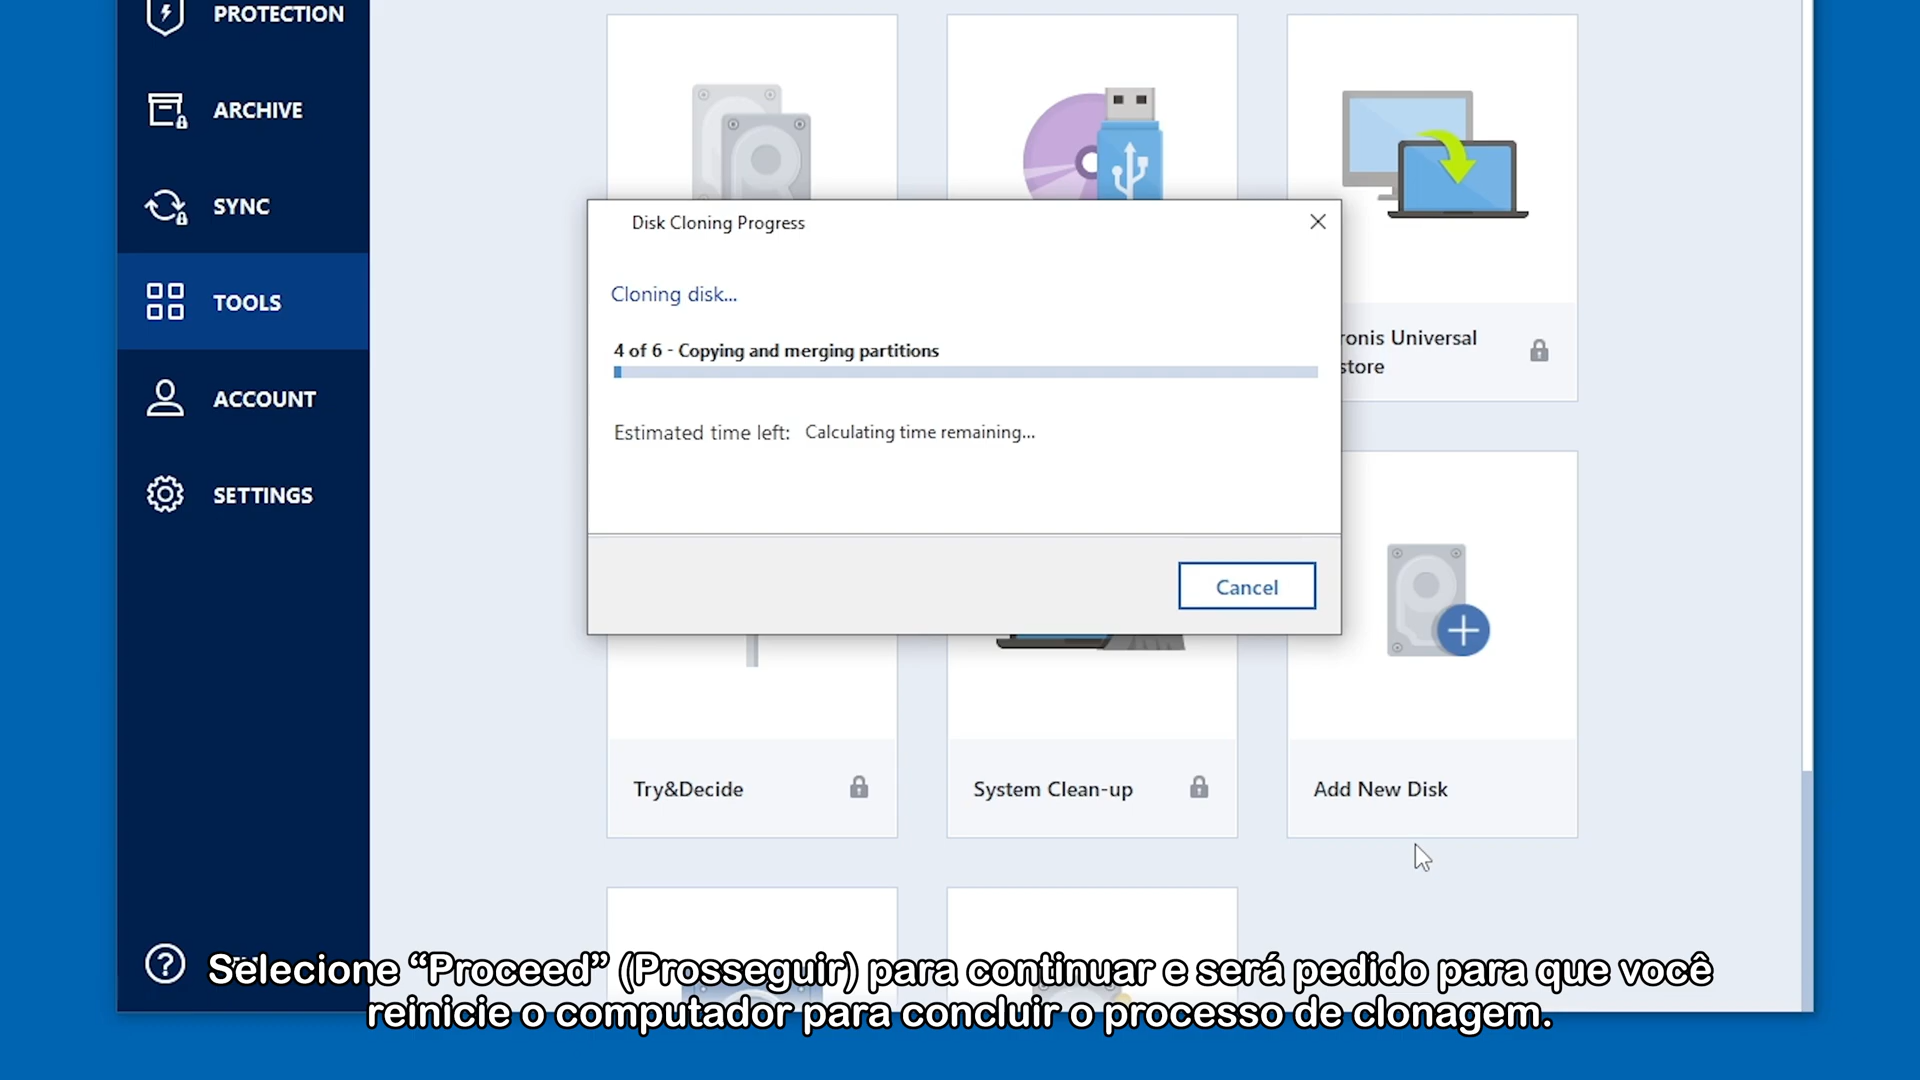 PROTECTION
ARCHIVE
SYNC
TOOLS
ACCOUNT
SETTINGS
Disk Cloning Progress
Cloning disk...
4 of 6 - Copying and merging partitions
Estimated time left: Calculating time remaining...
Cancel
ronis Universal
store
Try&Decide
System Clean-up
Add New Disk
Selecione “Proceed” (Prosseguir) para continuar e será pedido para que você
reinicie o computador para concluir o processo de clonagem.